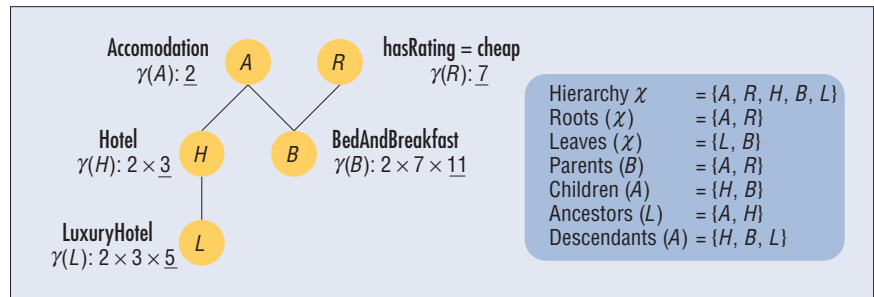 Accomodation
γ(A): 2
A
R
hasRating = cheap
γ(R): 7
Hotel
γ(H): 2 × 3
H
B
BedAndBreakfast
γ(B): 2 × 7 × 11
LuxuryHotel
γ(L): 2 × 3 × 5
L
Hierarchy χ = {A, R, H, B, L}
Roots (χ) = {A, R}
Leaves (χ) = {L, B}
Parents (B) = {A, R}
Children (A) = {H, B}
Ancestors (L) = {A, H}
Descendants (A) = {H, B, L}